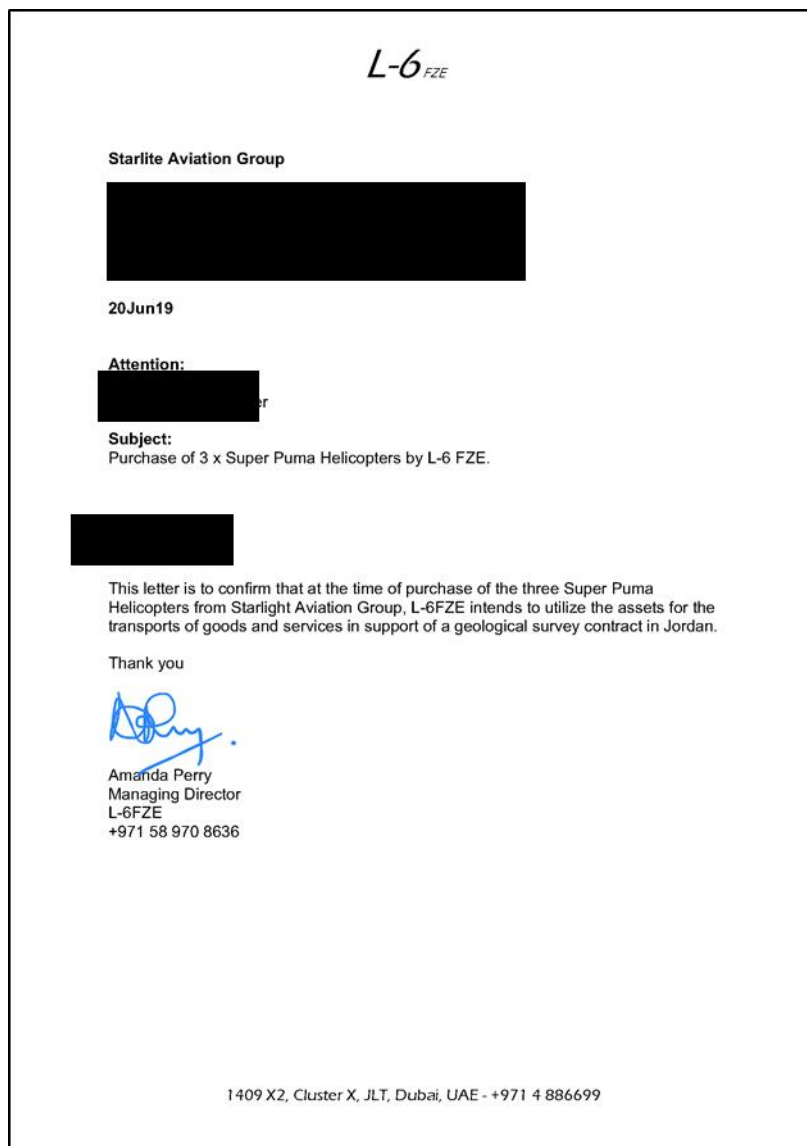 L-6 FZE
Starlite Aviation Group
20Jun19
Attention:
er
Subject:
Purchase of 3 x Super Puma Helicopters by L-6 FZE.
This letter is to confirm that at the time of purchase of the three Super Puma
Helicopters from Starlight Aviation Group, L-6FZE intends to utilize the assets for the
transports of goods and services in support of a geological survey contract in Jordan.
Thank you
Amanda Perry
Managing Director
L-6FZE
+971 58 970 8636
1409 X2, Cluster X, JLT, Dubai, UAE - +971 4 886699